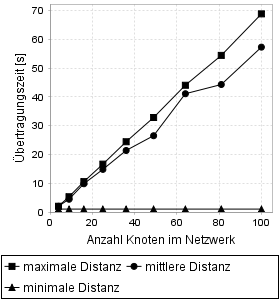 Übertragungszeit [s]
70
60
50
40
30
20
10
0
0 20 40 60 80 100
Anzahl Knoten im Netzwerk
maximale Distanz mittlere Distanz
minimale Distanz